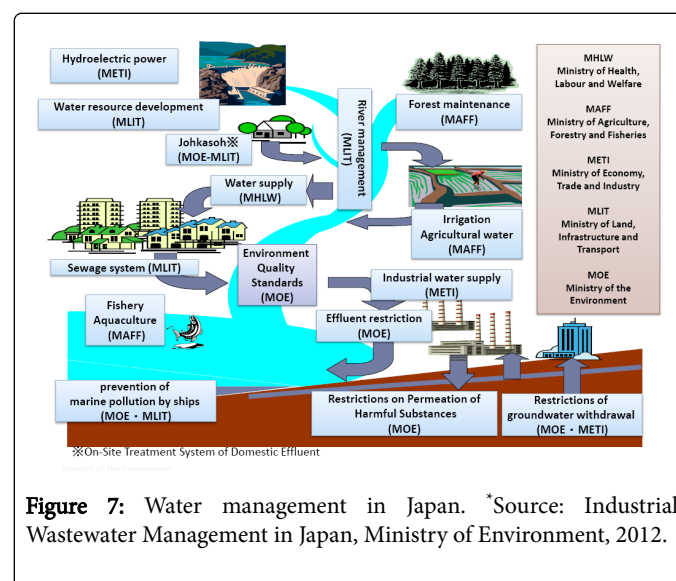 Hydroelectric power
(METI)
Water resource development
(MLIT)
Johkasoh※
(MOE-MLIT)
River management
(MLIT)
Forest maintenance
(MAFF)
Water supply
(MHLW)
Irrigation
Agricultural water
(MAFF)
Sewage system (MLIT)
Environment
Quality
Standards
(MOE)
Industrial water supply
(METI)
Fishery
Aquaculture
(MAFF)
Effluent restriction
(MOE)
prevention of
marine pollution by ships
(MOE・MLIT)
Restrictions on Permeation of
Harmful Substances
(MOE)
Restrictions of
groundwater withdrawal
(MOE・METI)
MHLW
Ministry of Health,
Labour and Welfare
MAFF
Ministry of Agriculture,
Forestry and Fisheries
METI
Ministry of Economy,
Trade and Industry
MLIT
Ministry of Land,
Infrastructure and
Transport
MOE
Ministry of the
Environment
※On-Site Treatment System of Domestic Effluent
Ministry of the Environment
Figure 7: Water management in Japan. *Source: Industrial
Wastewater Management in Japan, Ministry of Environment, 2012.